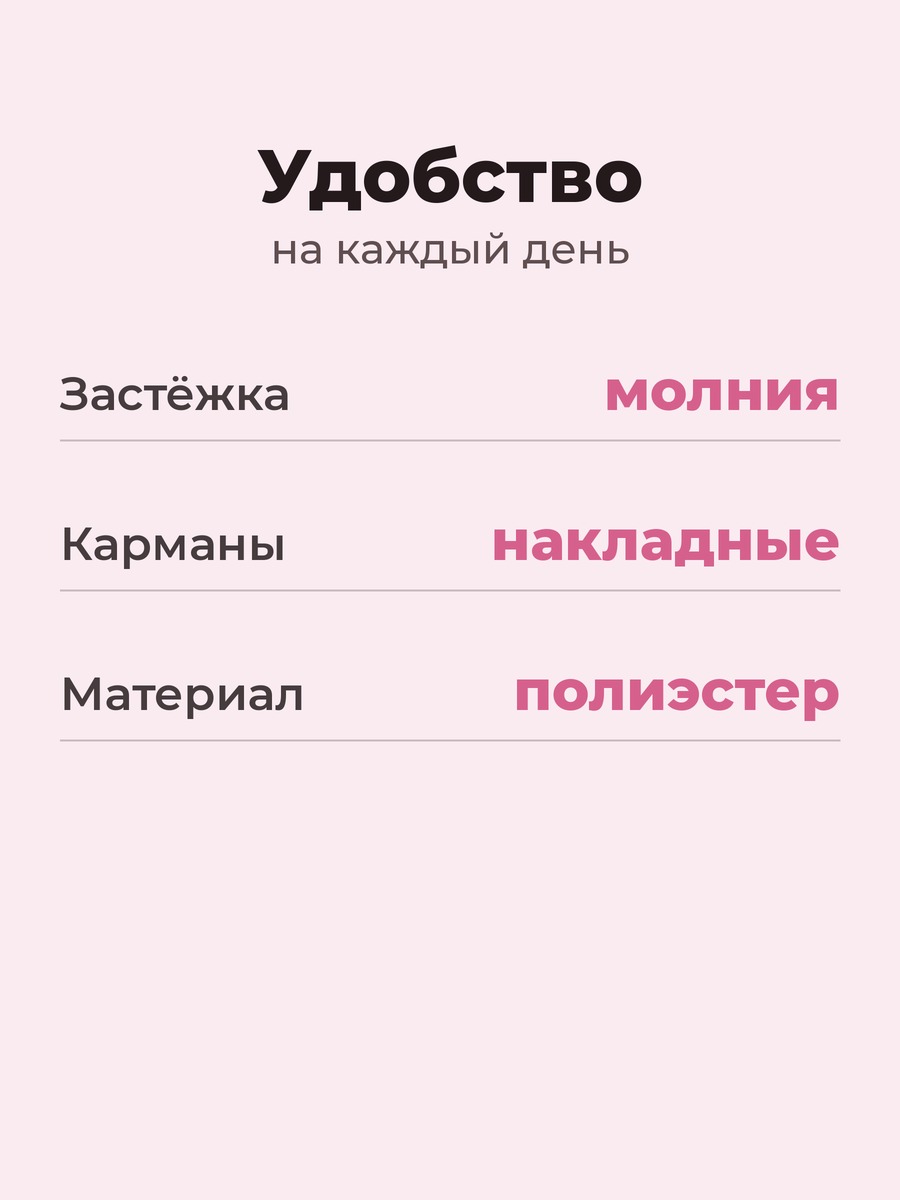 Удобство
на каждый день
Застёжка молния
Карманы накладные
Материал полиэстер